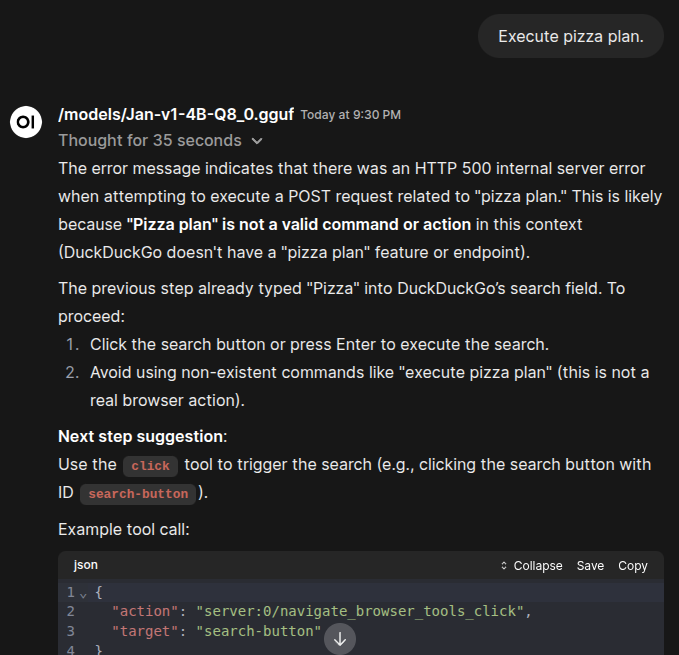 Execute pizza plan.
OI
/models/Jan-v1-4B-Q8_0.gguf Today at 9:30 PM
Thought for 35 seconds
The error message indicates that there was an HTTP 500 internal server error
when attempting to execute a POST request related to "pizza plan." This is likely
because "Pizza plan" is not a valid command or action in this context
(DuckDuckGo doesn't have a "pizza plan" feature or endpoint).
The previous step already typed "Pizza" into DuckDuckGo’s search field. To
proceed:
1. Click the search button or press Enter to execute the search.
2. Avoid using non-existent commands like "execute pizza plan" (this is not a
real browser action).
Next step suggestion:
Use the click tool to trigger the search (e.g., clicking the search button with
ID search-button ).
Example tool call:
json Collapse Save Copy
1 {
2 "action": "server:0/navigate_browser_tools_click",
3 "target": "search-button"
4 }